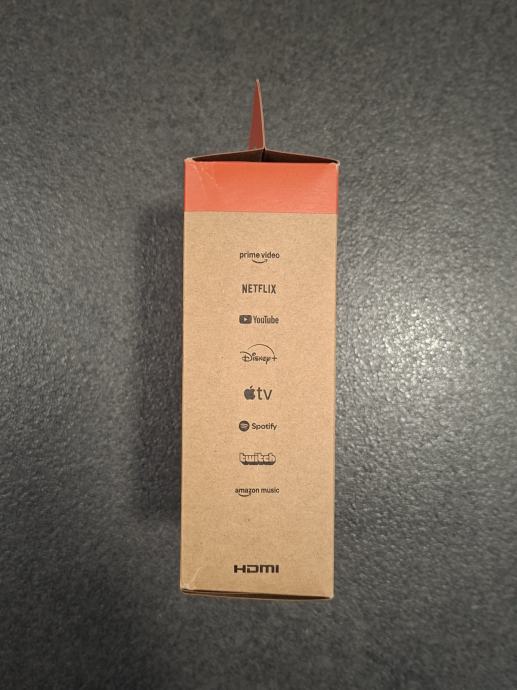 prime video
NETFLIX
YouTube
Disney+
tv
Spotify
twitch
amazon music
HDMI